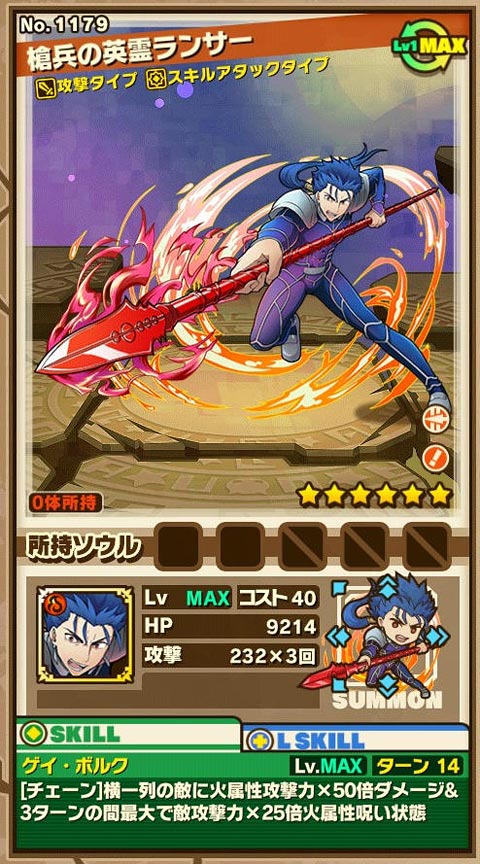 No.1179
槍兵の英霊ランサー
Lv1 MAX
攻撃タイプ スキルアタックタイプ
0体所持
所持ソウル
Lv MAX コスト 40
HP 9214
攻撃 232×3回
SUMMON
SKILL
L SKILL
ゲイ・ボルク Lv.MAX ターン 14
[チェーン]横一列の敵に火属性攻撃力×50倍ダメージ&
3ターンの間最大で敵攻撃力×25倍火属性呪い状態